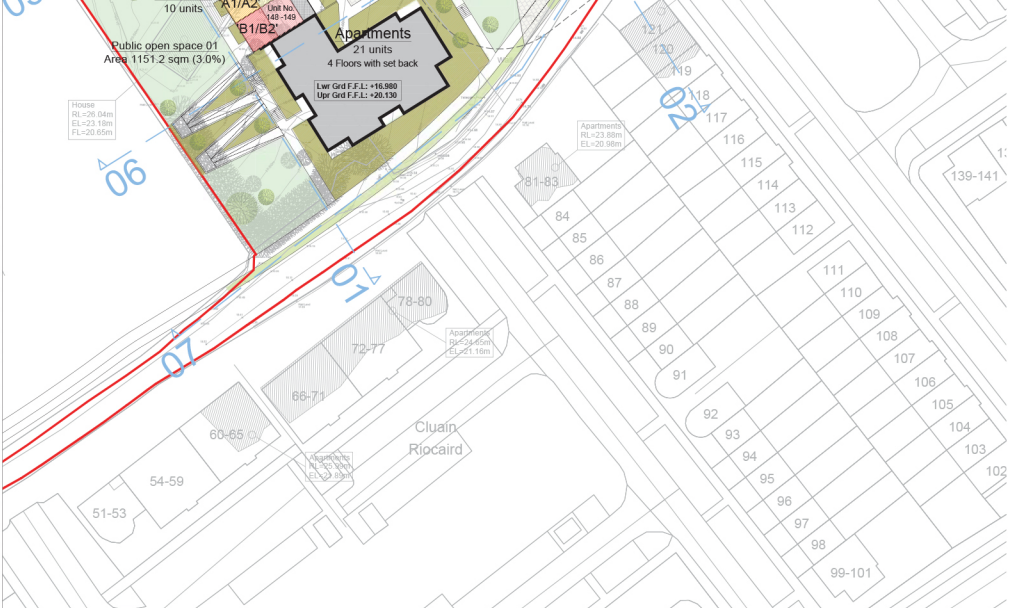 05
10 units
'A1/A2'
Unit No.
148 -149
'B1/B2'
Public open space 01
Area 1151.2 sqm (3.0%)
Apartments
21 units
4 Floors with set back
Lwr Grd F.F.L: +16.980
Upr Grd F.F.L: +20.130
House
RL=26.04m
EL=23.18m
FL=20.65m
06
121
120
119
118
117
116
115
114
113
112
02
Apartments
RL=23.88m
EL=20.98m
139-141
81-83
84
85
86
87
88
89
90
91
01
07
111
110
109
108
107
106
105
104
103
102
78-80
72-77
66-71
60-65
54-59
51-53
Apartments
RL=24.65m
EL=21.16m
Apartments
Cluain
Riocaird
92
93
94
95
96
97
98
99-101